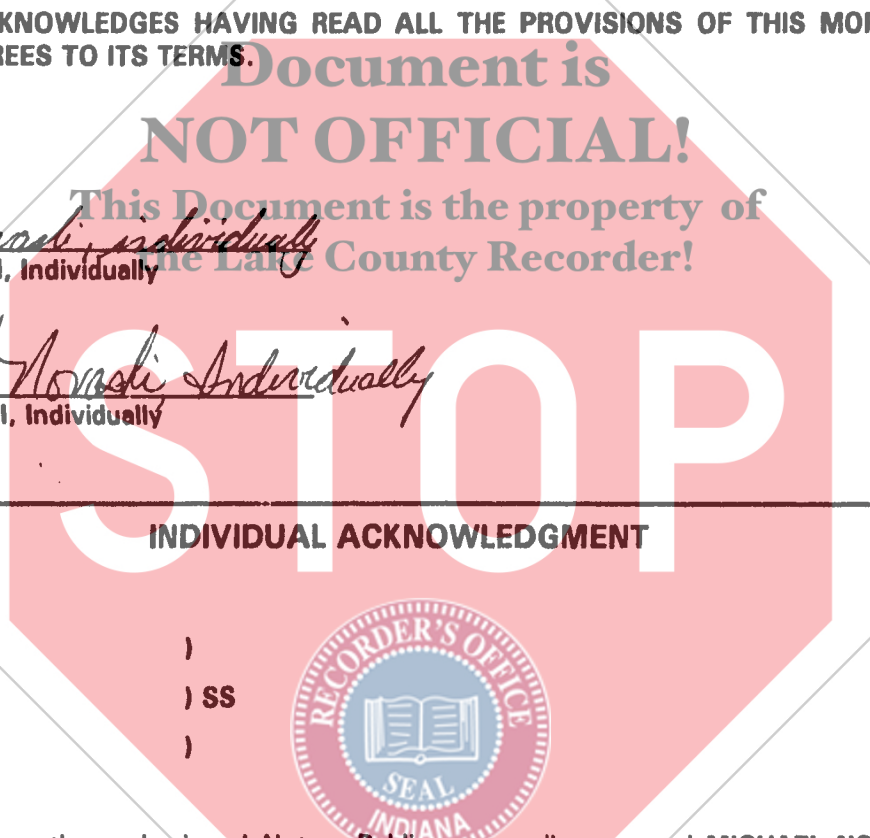 KNOWLEDGES HAVING READ ALL THE PROVISIONS OF THIS MOR
REES TO ITS TERMS.
Document is
NOT OFFICIAL!
This Document is the property of
the Lake County Recorder!
individually
I, Individually
Novadi, Individually
I, Individually
STOP
INDIVIDUAL ACKNOWLEDGMENT
)
) SS
)
RECORDER'S OFFICE
SEAL
INDIANA